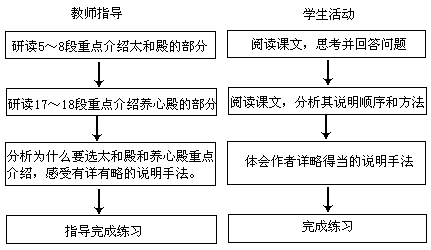 教师指导
研读5～8段重点介绍太和殿的部分
研读17～18段重点介绍养心殿的部分
分析为什么要选太和殿和养心殿重点
介绍，感受有详有略的说明手法。
指导完成练习
学生活动
阅读课文，思考并回答问题
阅读课文，分析其说明顺序和方法
体会作者详略得当的说明手法
完成练习